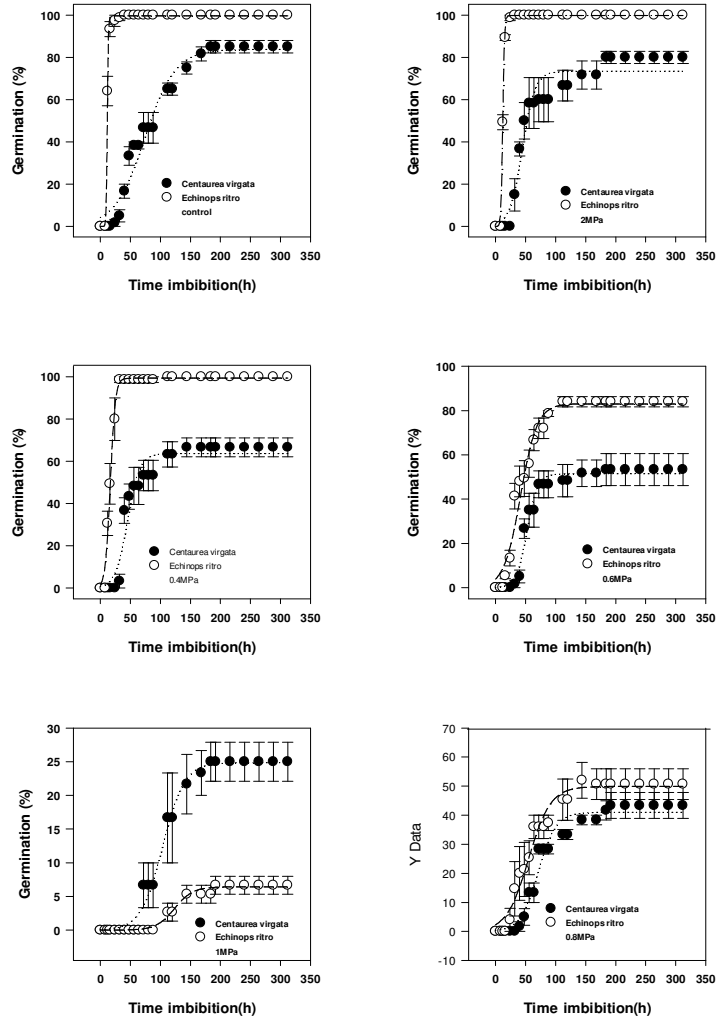 100
80
60
40
20
0
Germination (%)
Centaurea virgata
Echinops ritro
control
0 50 100 150 200 250 300 350
Time imbibition(h)
100
80
60
40
20
0
Germination (%)
Centaurea virgata
Echinops ritro
2MPa
0 50 100 150 200 250 300 350
Time imbibition(h)
100
80
60
40
20
0
Germination (%)
Centaurea virgata
Echinops ritro
0.4MPa
0 50 100 150 200 250 300 350
Time imbibition(h)
100
80
60
40
20
0
Germination (%)
Centaurea virgata
Echinops ritro
0.6MPa
0 50 100 150 200 250 300 350
Time imbibition(h)
30
25
20
15
10
5
0
Germination (%)
Centaurea virgata
Echinops ritro
1MPa
0 50 100 150 200 250 300 350
Time imbibition(h)
70
60
50
40
30
20
10
0
-10
Y Data
Centaurea virgata
Echinops ritro
0.8MPa
0 50 100 150 200 250 300 350
Time imbibition(h)